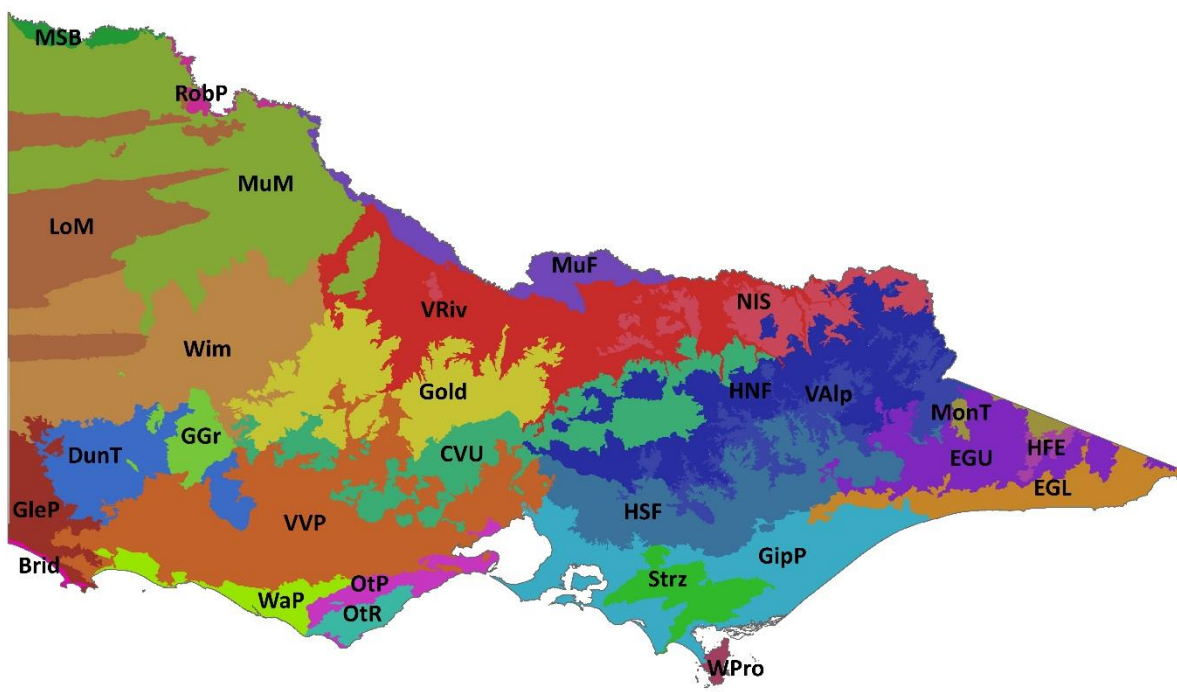 MSB
RobP
MuM
LoM
MuF
NIS
VRiv
Wim
Gold
HNF
VAlp
MonT
GGr
DunT
CVU
EGU
HFE
EGL
GleP
VVP
HSF
GipP
Brid
OtP
Strz
WaP
OtR
WPro